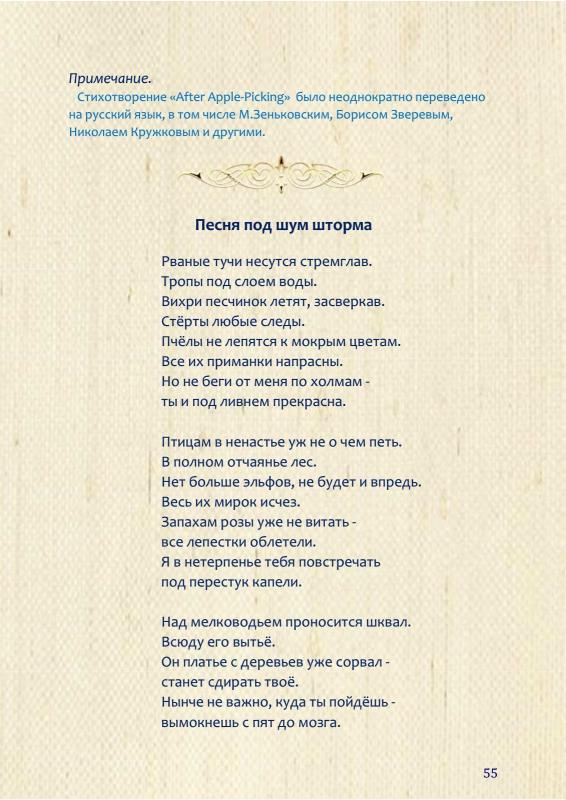 Примечание.
Стихотворение «After Apple-Picking» было неоднократно переведено
на русский язык, в том числе М.Зеньковским, Борисом Зверевым,
Николаем Кружковым и другими.
Песня под шум шторма
Рваные тучи несутся стремглав.
Тропы под слоем воды.
Вихри песчинок летят, засверкав.
Стёрты любые следы.
Пчёлы не лепятся к мокрым цветам.
Все их приманки напрасны.
Но не беги от меня по холмам -
ты и под ливнем прекрасна.
Птицам в ненастье уж не о чем петь.
В полном отчаянье лес.
Нет больше эльфов, не будет и впредь.
Весь их мирок исчез.
Запахам розы уже не витать -
все лепестки облетели.
Я в нетерпенье тебя повстречать
под перестук капели.
Над мелководьем проносится шквал.
Всюду его вытьё.
Он платье с деревьев уже сорвал -
станет сдирать твоё.
Нынче не важно, куда ты пойдёшь -
вымокнешь с пят до мозга.
55